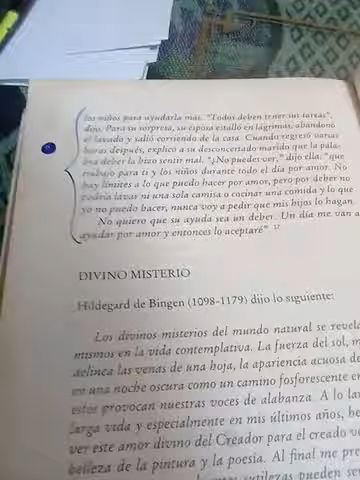 los niños para ayudarla más. "Todos deben tener sus tareas",
dijo. Para su sorpresa, su esposa estalló en lágrimas, abandonó
el lavado y salió corriendo de la casa. Cuando regresó varias
horas después, explicó a su desconcertado marido que la pala-
bra deber la hizo sentir mal. "¿No puedes ver," dijo ella, "que
trabajo para ti y los niños durante todo el día por amor. No
hay límites a lo que puedo hacer por amor, pero por deber no
podría lavar ni una sola camisa o cocinar una comida y lo que
yo no puedo hacer, nunca voy a pedir que mis hijos lo hagan.
No quiero que su ayuda sea un deber. Un día me van a
ayudar por amor y entonces lo aceptaré"
DIVINO MISTERIO
Hildegard de Bingen (1098-1179) dijo lo siguiente:
Los divinos misterios del mundo natural se revela
mismos en la vida contemplativa. La fuerza del sol,
delinea las venas de una hoja, la apariencia acuosa de
en una noche oscura como un camino fosforescente en
estos provocan nuestras voces de alabanza. A lo lar
larga vida y especialmente en mis últimos años, he
ver este amor divino del Creador para el creado v
belleza de la pintura y la poesía. Al final me pre
sutilezas pueden se